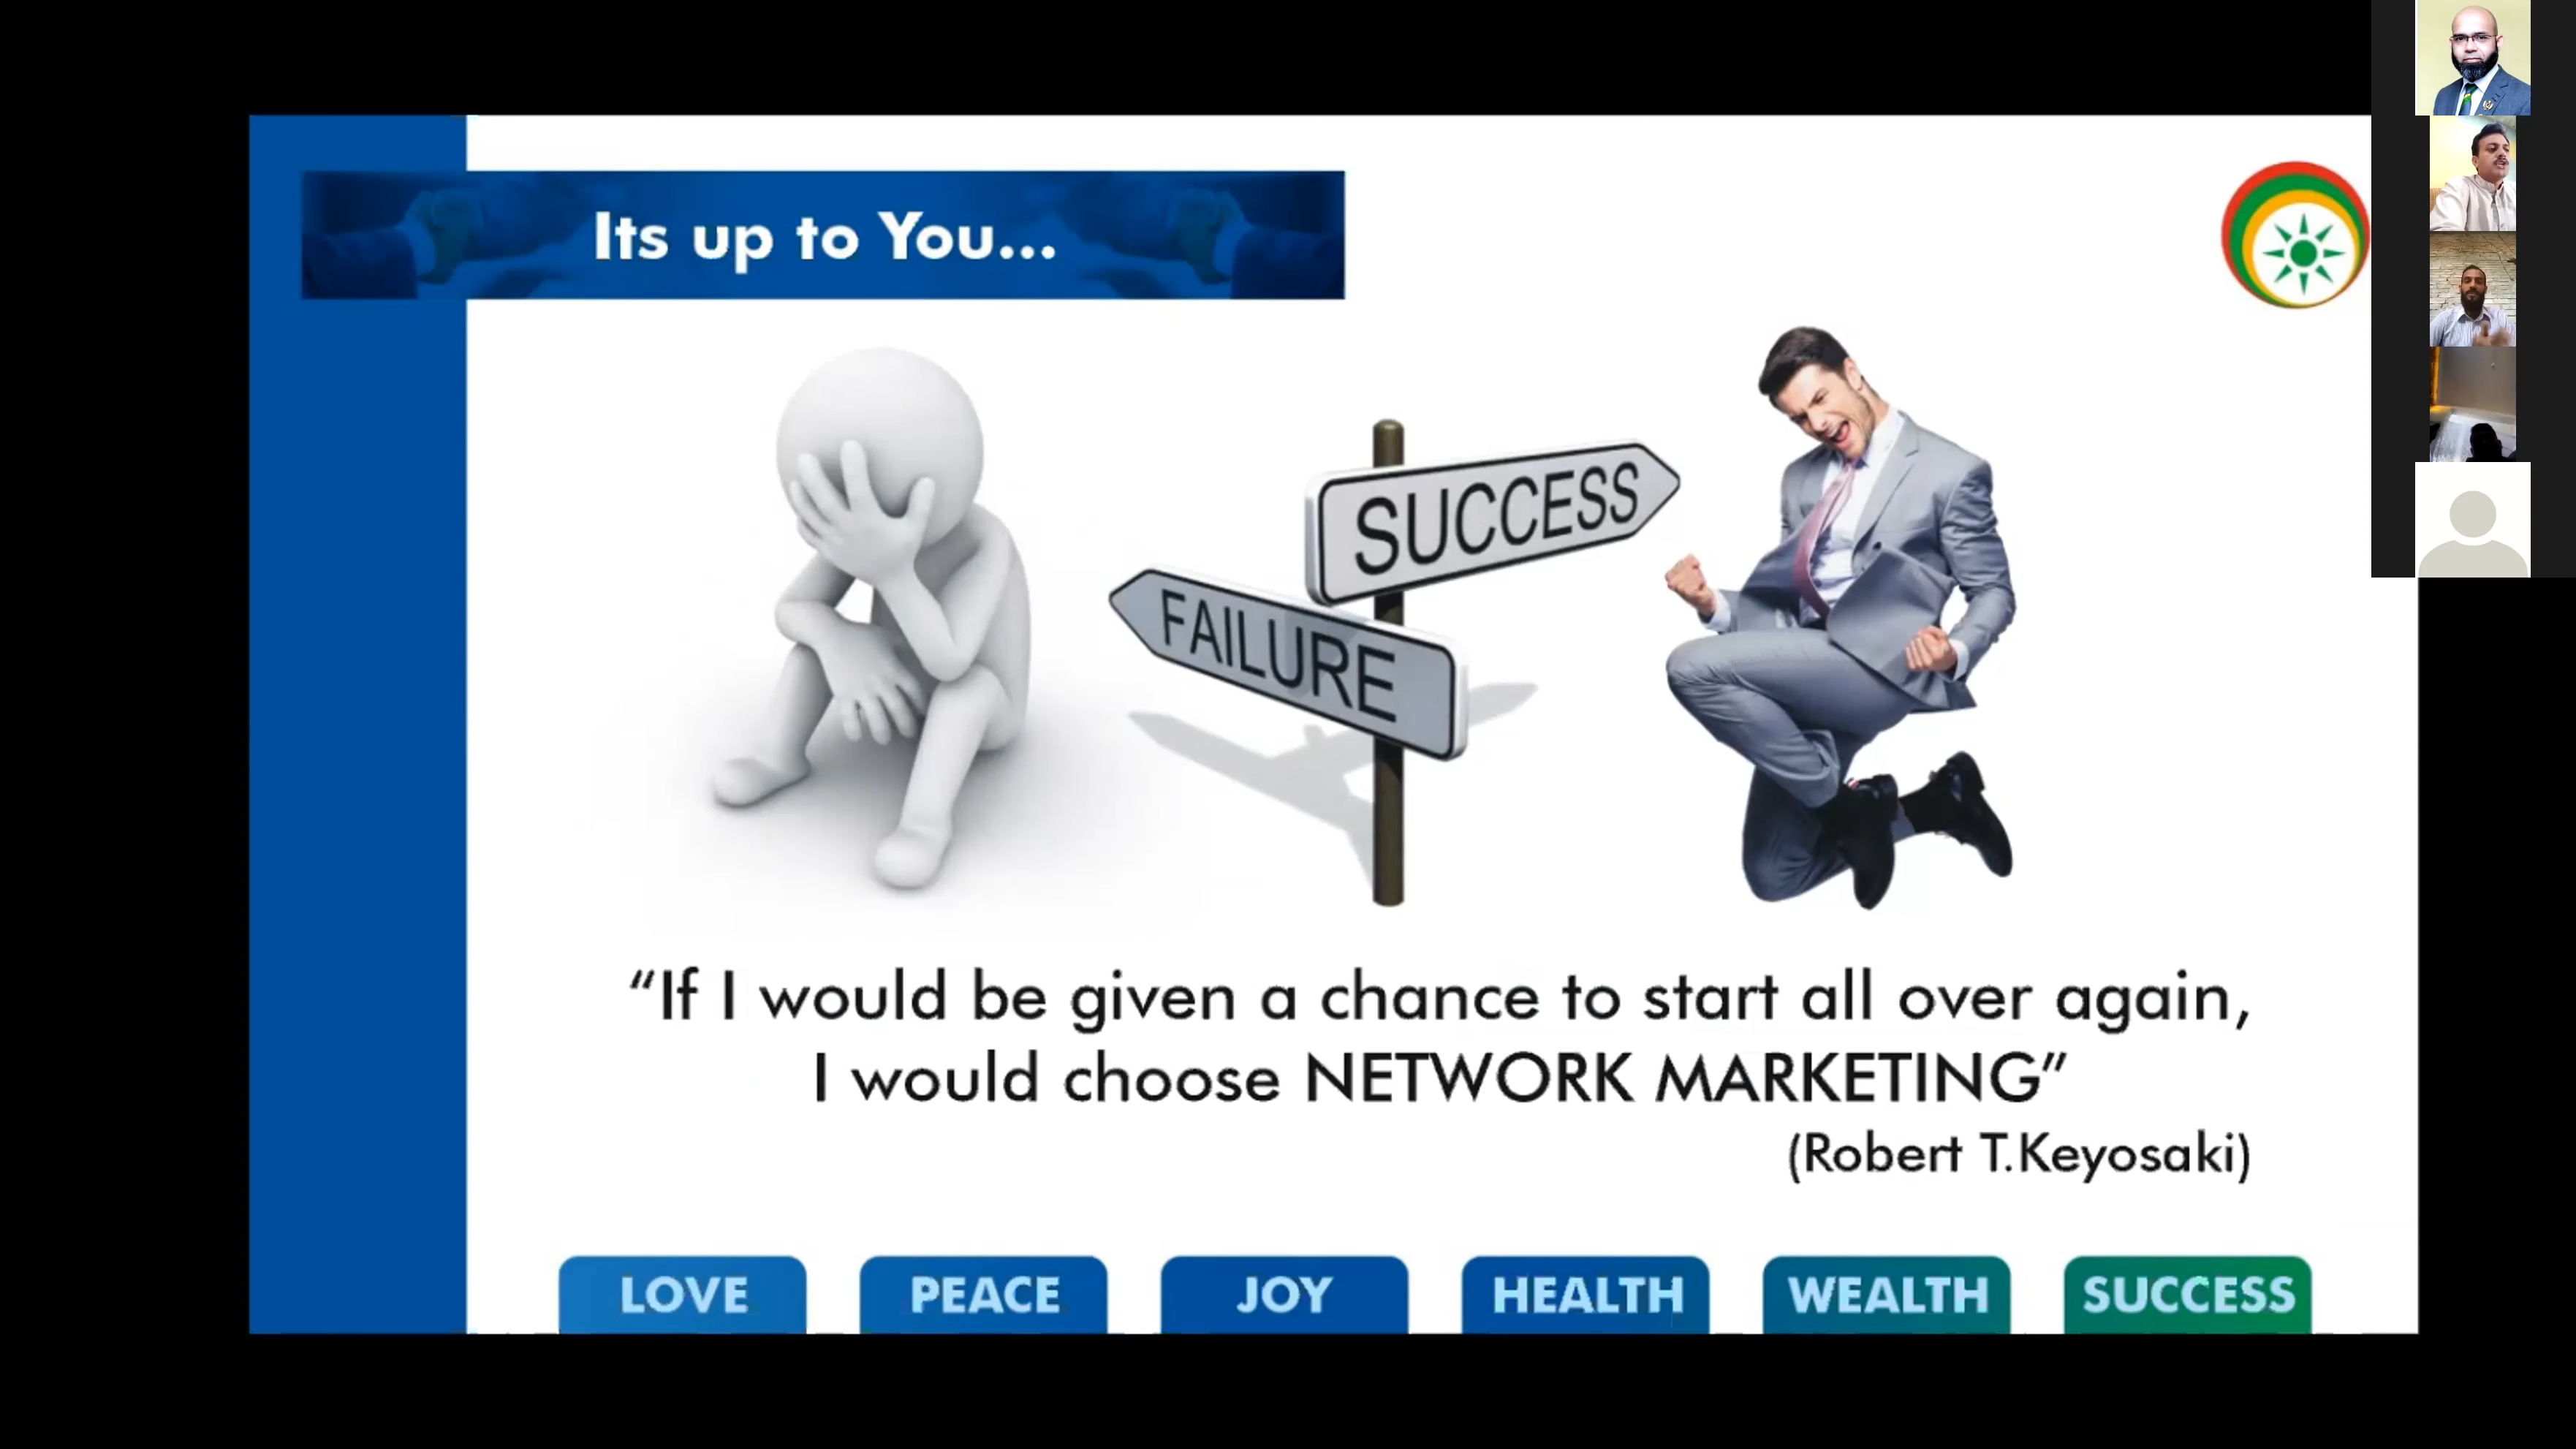 Its up to You...
SUCCESS
FAILURE
“If I would be given a chance to start all over again,
I would choose NETWORK MARKETING”
(Robert T.Keyosaki)
LOVE
PEACE
JOY
HEALTH
WEALTH
SUCCESS